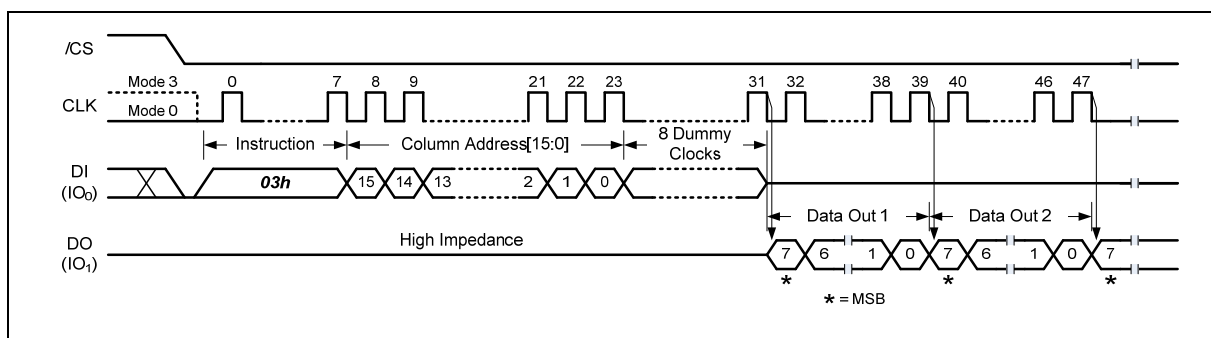 /CS
Mode 3 0 7 8 9 21 22 23 31 32 38 39 40 46 47
CLK
Mode 0
8 Dummy
Instruction Column Address[15:0]
Clocks
DI
(IO0)
03h 15 14 13 2 1 0
Data Out 1 Data Out 2
High Impedance
DO
(IO1)
7 6 1 0 7 6 1 0 7
* * *
* = MSB